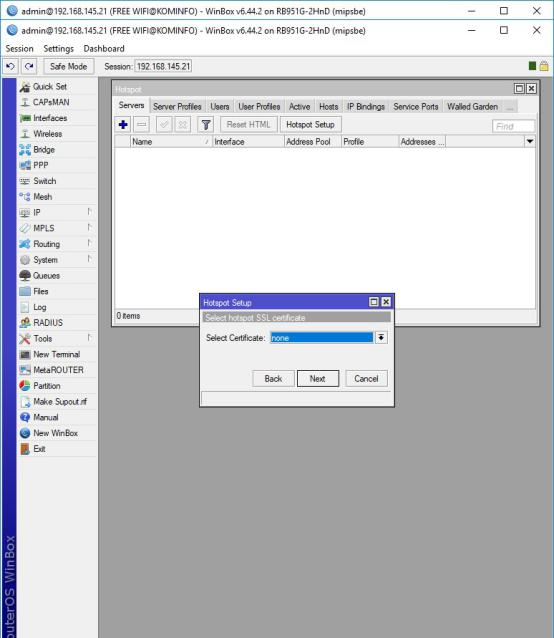 admin@192.168.145.21 (FREE WIFI@KOMINFO) - WinBox v6.44.2 on RB951G-2HnD (mipsbe)
admin@192.168.145.21 (FREE WIFI@KOMINFO) - WinBox v6.44.2 on RB951G-2HnD (mipsbe)
Session Settings Dashboard
Safe Mode Session: 192.168.145.21
Quick Set
CAPsMAN
Interfaces
Wireless
Bridge
PPP
Switch
Mesh
IP
MPLS
Routing
System
Queues
Files
Log
RADIUS
Tools
New Terminal
MetaROUTER
Partition
Make Supout.rif
Manual
New WinBox
Exit
outerOS WinBox
Hotspot
Servers Server Profiles Users User Profiles Active Hosts IP Bindings Service Ports Walled Garden ...
Reset HTML Hotspot Setup Find
Name / Interface Address Pool Profile Addresses ...
0 items
Hotspot Setup
Select hotspot SSL certificate
Select Certificate: none
Back Next Cancel